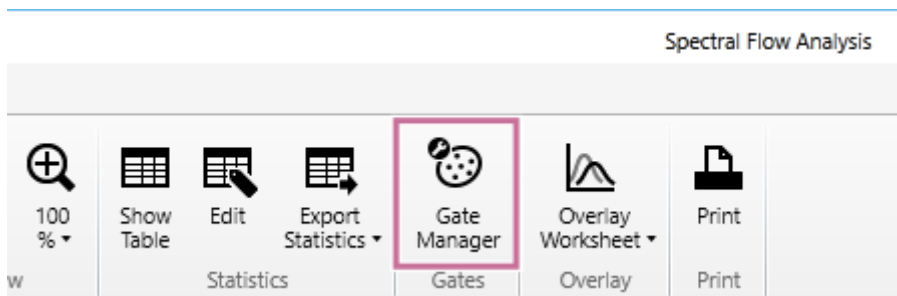 Spectral Flow Analysis
100
% ▾
Show
Table
Edit
Export
Statistics ▾
Gate
Manager
Overlay
Worksheet ▾
Print
w
Statistics
Gates
Overlay
Print